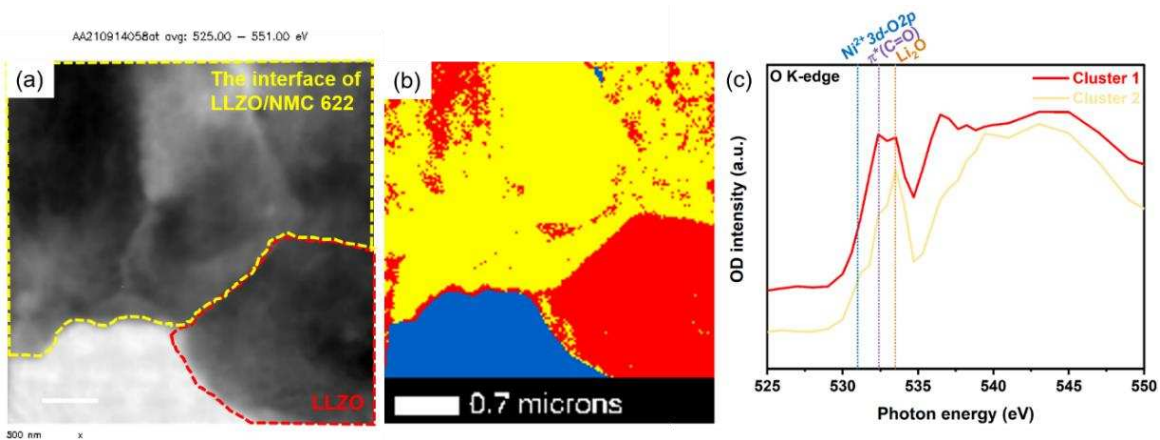 AA210914058at avg: 525.00 — 551.00 eV
(a)
The interface of
LLZO/NMC 622
LLZO
500 nm
x
(b)
0.7 microns
(c)
Ni²⁺ 3d-O2p
π*(C=O)
Li₂O
O K-edge
Cluster 1
Cluster 2
OD intensity (a.u.)
525 530 535 540 545 550
Photon energy (eV)